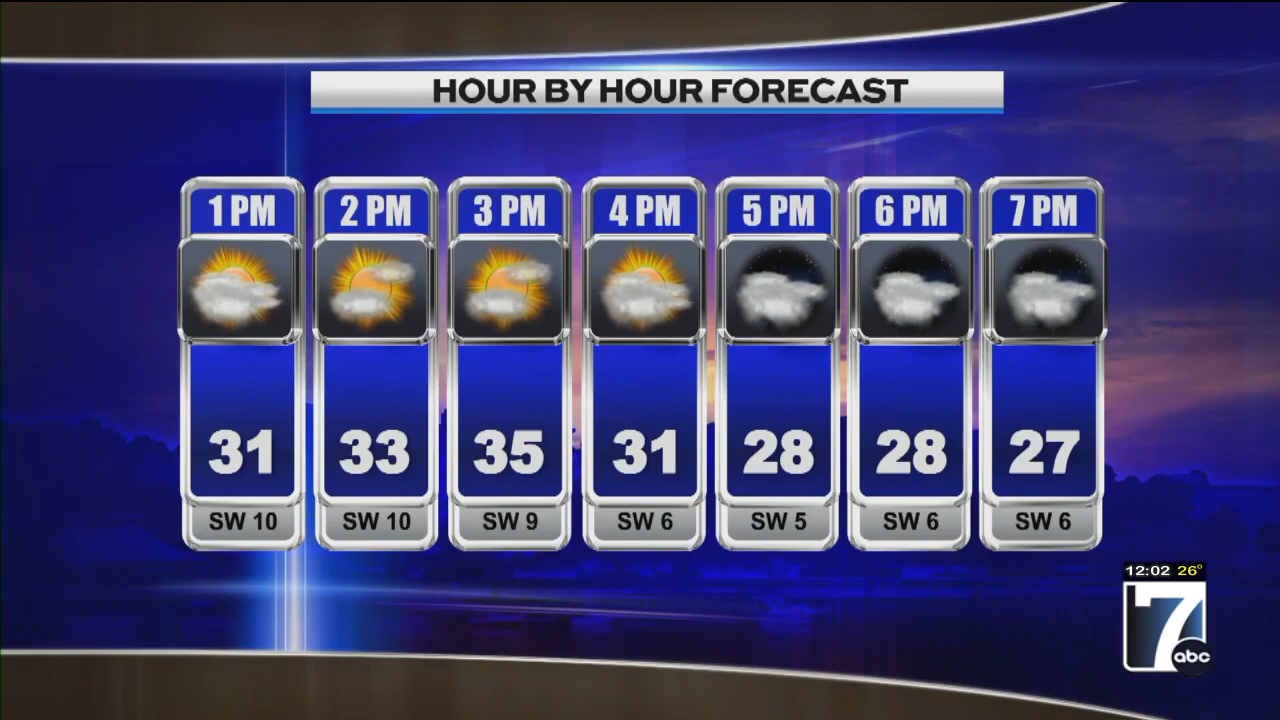 HOUR BY HOUR FORECAST
1 PM 2 PM 3 PM 4 PM 5 PM 6 PM 7 PM
31 33 35 31 28 28 27
SW 10 SW 10 SW 9 SW 6 SW 5 SW 6 SW 6
12:02 26°
7
abc